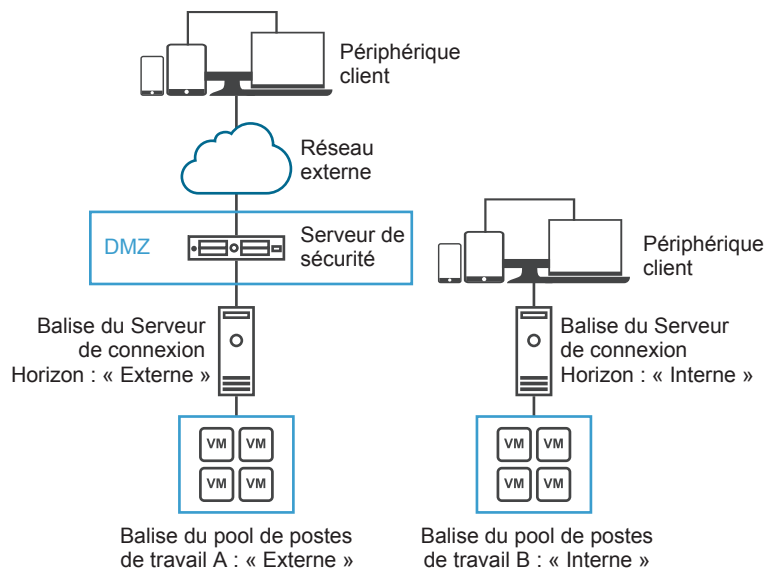 Périphérique
client
Réseau
externe
DMZ
Serveur de
sécurité
Périphérique
client
Balise du Serveur
de connexion
Horizon : « Externe »
Balise du Serveur
de connexion
Horizon : « Interne »
VM VM
VM VM
VM VM
VM VM
Balise du pool de postes
de travail A : « Externe »
Balise du pool de postes
de travail B : « Interne »